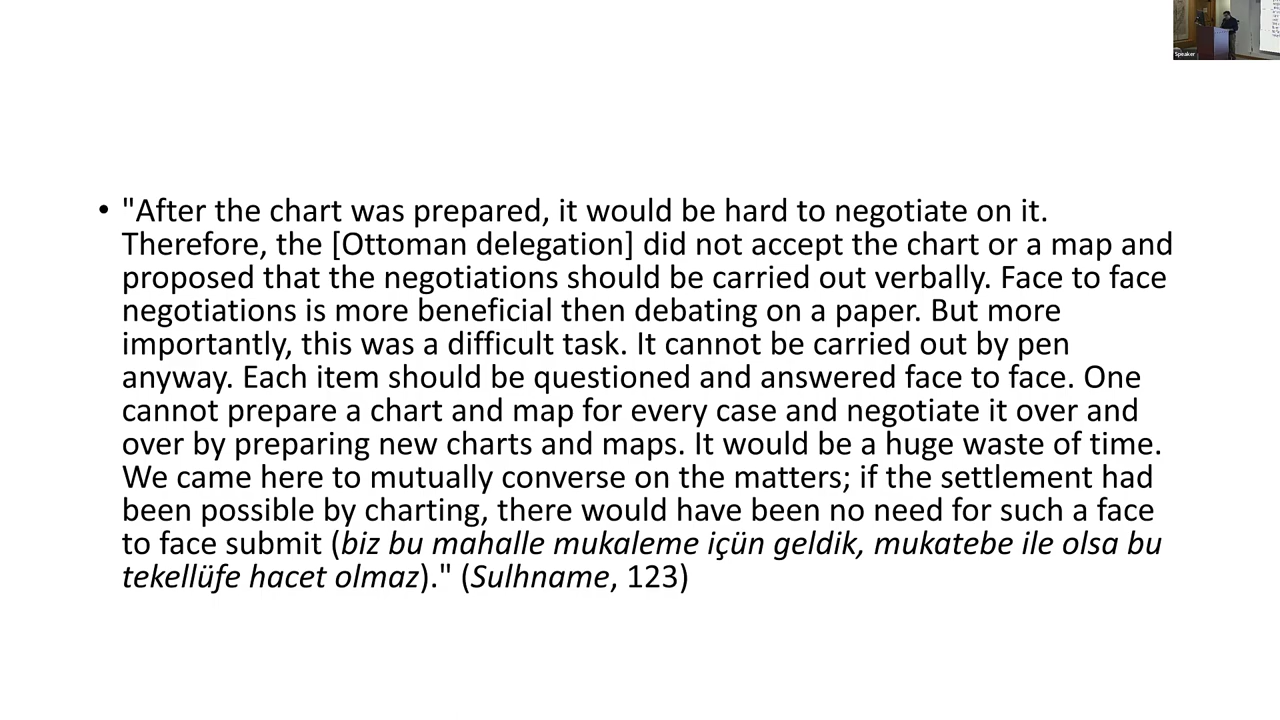 Speaker
• "After the chart was prepared, it would be hard to negotiate on it.
Therefore, the [Ottoman delegation] did not accept the chart or a map and
proposed that the negotiations should be carried out verbally. Face to face
negotiations is more beneficial then debating on a paper. But more
importantly, this was a difficult task. It cannot be carried out by pen
anyway. Each item should be questioned and answered face to face. One
cannot prepare a chart and map for every case and negotiate it over and
over by preparing new charts and maps. It would be a huge waste of time.
We came here to mutually converse on the matters; if the settlement had
been possible by charting, there would have been no need for such a face
to face submit (biz bu mahalle mukaleme içün geldik, mukatebe ile olsa bu
tekellüfe hacet olmaz)." (Sulhname, 123)